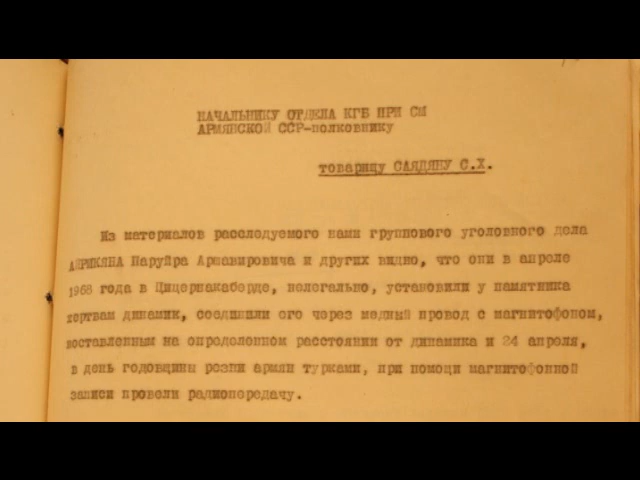 НАЧАЛЬНИКУ ОТДЕЛА КГБ ПРИ СМ
АРМЯНСКОЙ ССР-полковнику
товарищу САЯДЯНУ С.Х.
Из материалов расследуемого нами группового уголовного дела
АЙРИКЯНА Паруйра Аршавировича и других видно, что они в апреле
1968 года в Цицернакаберде, нелегально, установили у памятника
жертвам динамик, соединили его через медный провод с магнитофоном,
поставленным на определенном расстоянии от динамика и 24 апреля,
в день годовщины резни армян турками, при помощи магнитофонной
записи провели радиопередачу.